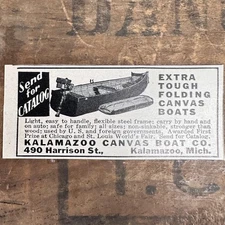 Send
for
CATALOG
EXTRA
TOUGH
FOLDING
CANVAS
BOATS
Light, easy to handle, flexible steel frame; carry by hand and
on auto; safe for family; all sizes; non-sinkable, stronger than
wood; used by U. S. and foreign governments. Awarded First
Prize at Chicago and St. Louis World's Fair. Send for Catalog.
KALAMAZOO CANVAS BOAT CO.
490 Harrison St., Kalamazoo, Mich.